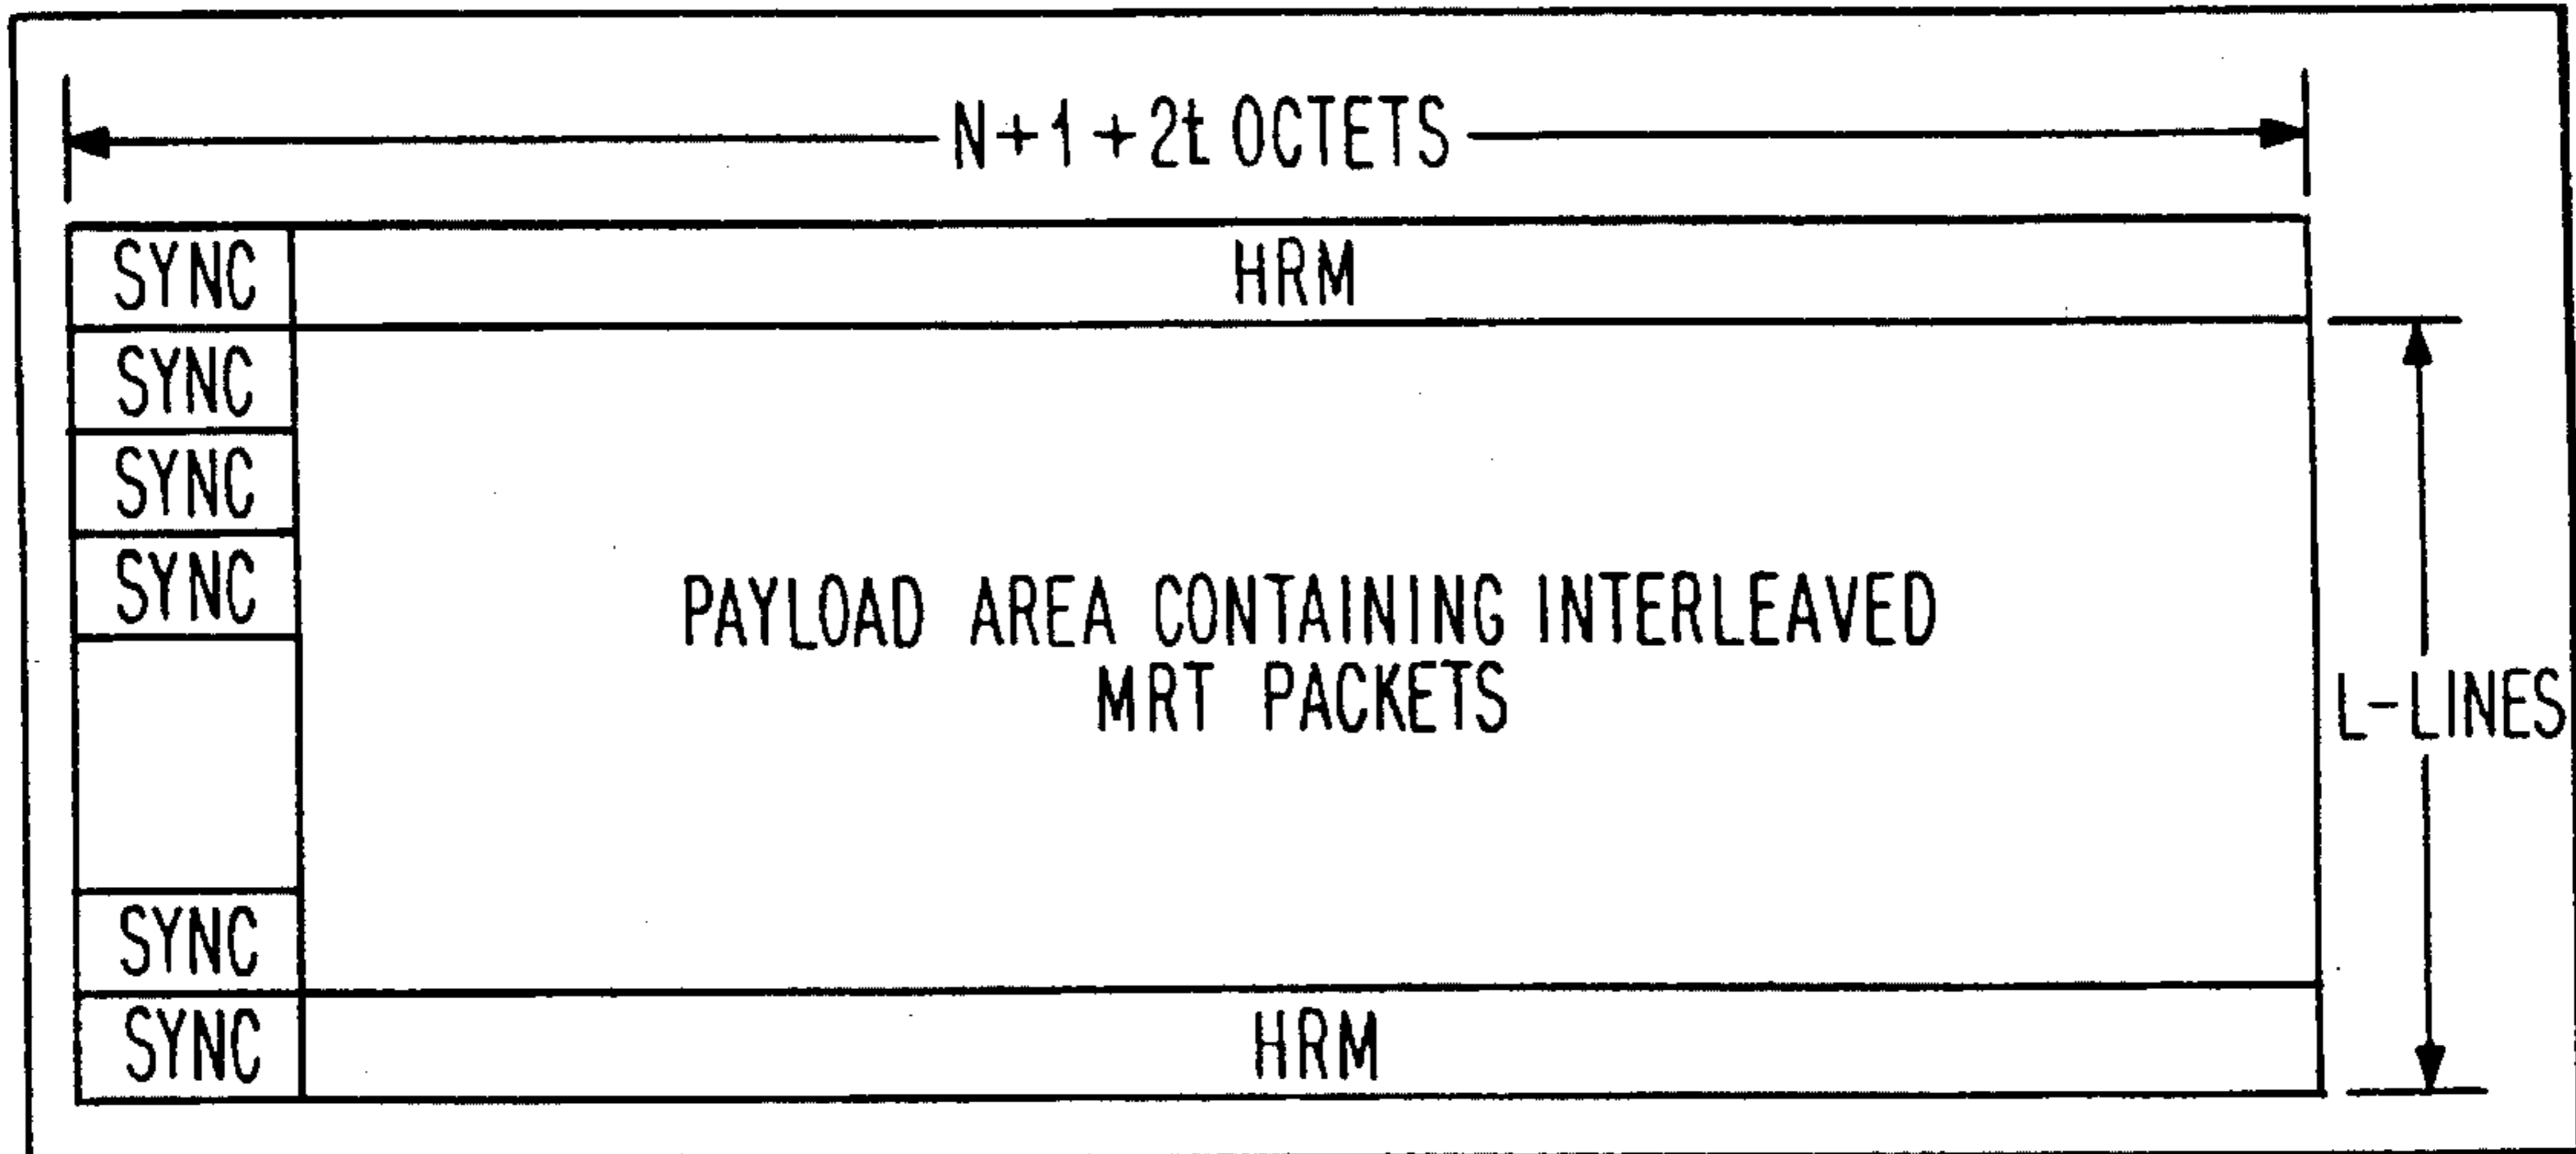 N+1+2t OCTETS
SYNC HRM
SYNC
SYNC
SYNC
PAYLOAD AREA CONTAINING INTERLEAVED
MRT PACKETS
L-LINES
SYNC
SYNC HRM